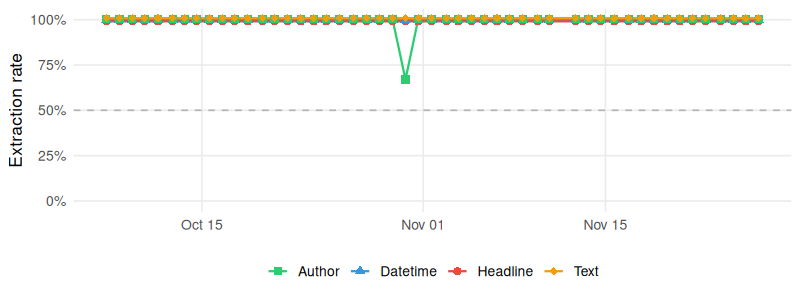 Extraction rate
100%
75%
50%
25%
0%
Oct 15 Nov 01 Nov 15
Author Datetime Headline Text